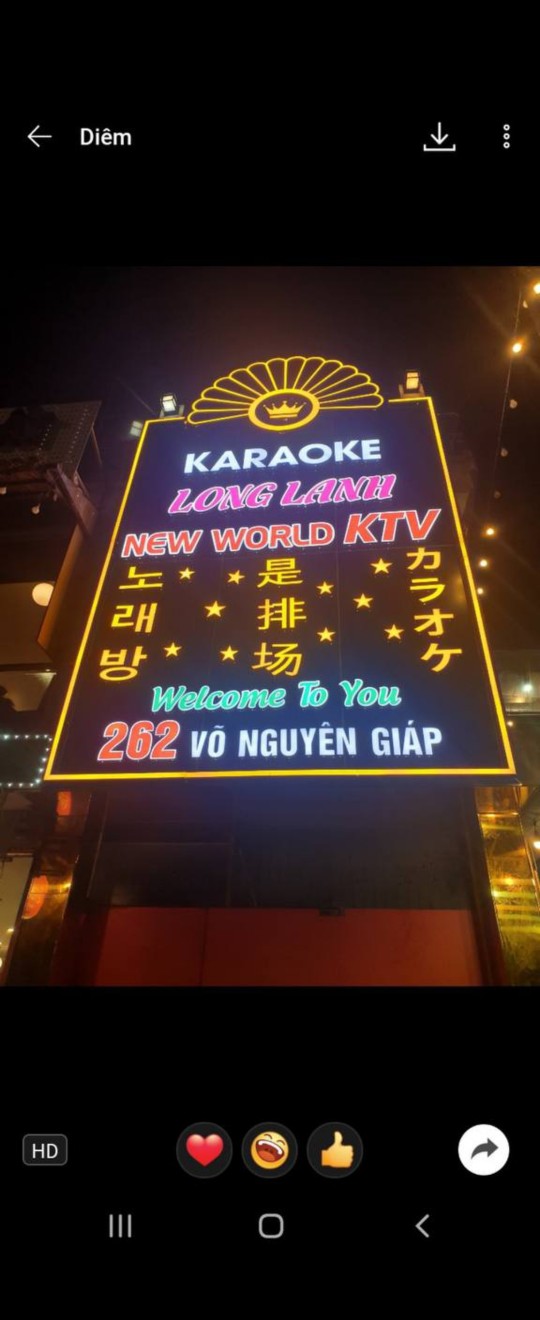 Diêm
KARAOKE
LONG LANH
NEW WORLD KTV
노래방
是排场
カラオケ
Welcome To You
262 VÕ NGUYÊN GIÁP
HD